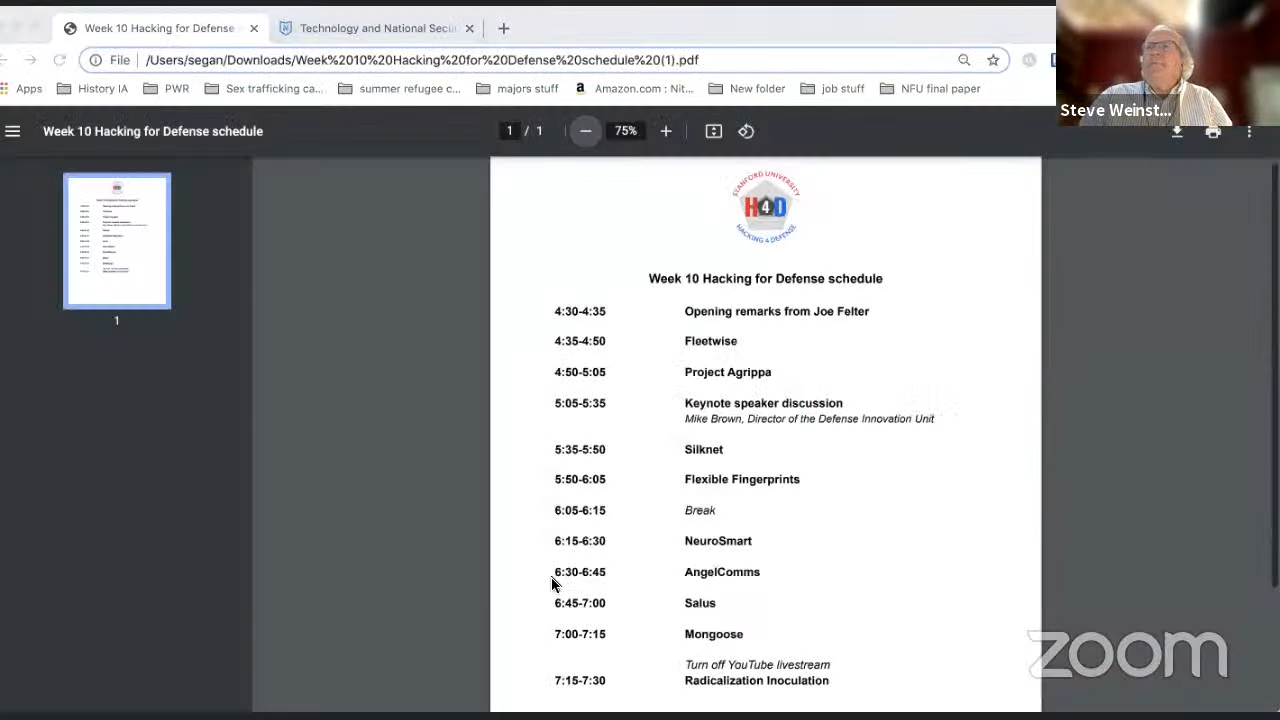 Week 10 Hacking for Defense
Technology and National Secu
File /Users/segan/Downloads/Week%2010%20Hacking%20for%20Defense%20schedule%20(1).pdf
Apps History IA PWR Sex trafficking ca... summer refugee c... majors stuff Amazon.com : Nit... New folder job stuff NFU final paper
Steve Weinst...
Week 10 Hacking for Defense schedule
1 / 1
75%
STANFORD UNIVERSITY
H4D
HACKING 4 DEFENSE
Week 10 Hacking for Defense schedule
4:30-4:35 Opening remarks from Joe Felter
4:35-4:50 Fleetwise
4:50-5:05 Project Agrippa
5:05-5:35 Keynote speaker discussion
Mike Brown, Director of the Defense Innovation Unit
5:35-5:50 Silknet
5:50-6:05 Flexible Fingerprints
6:05-6:15 Break
6:15-6:30 NeuroSmart
6:30-6:45 AngelComms
6:45-7:00 Salus
7:00-7:15 Mongoose
Turn off YouTube livestream
7:15-7:30 Radicalization Inoculation
1
zoom